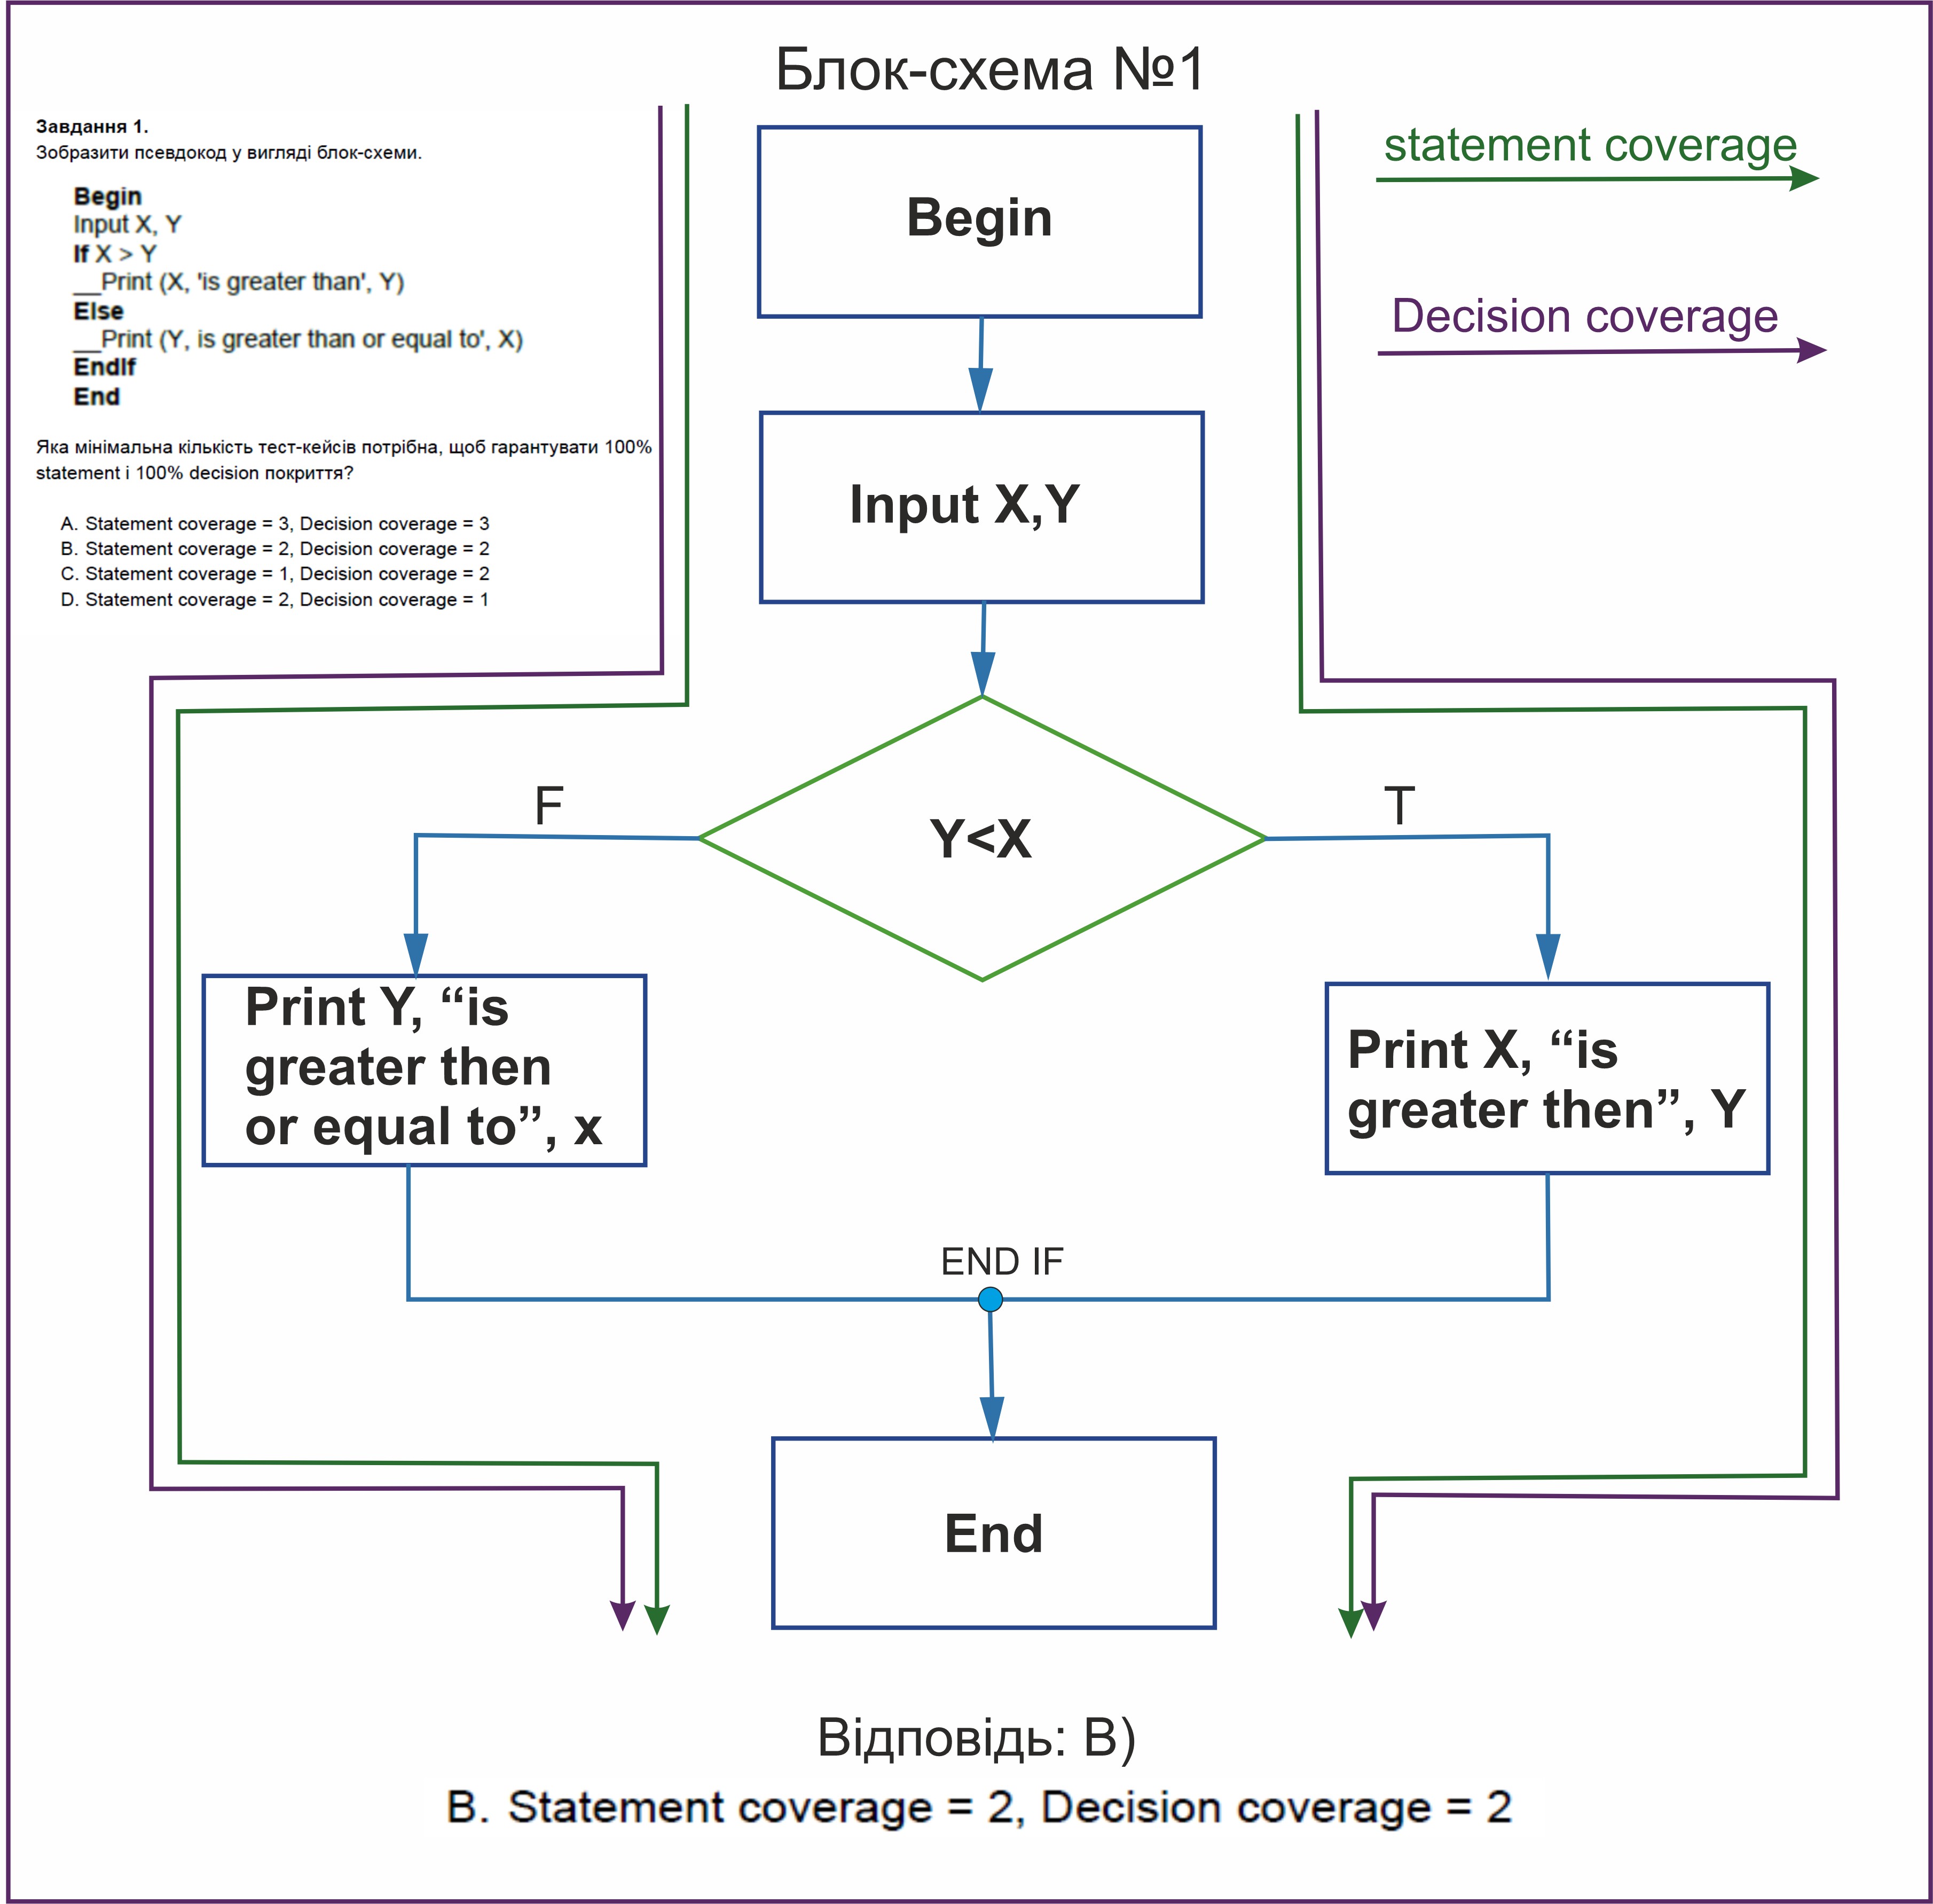 Блок-схема №1
Завдання 1.
Зобразити псевдокод у вигляді блок-схеми.
Begin
Input X, Y
If X > Y
__Print (X, 'is greater than', Y)
Else
__Print (Y, is greater than or equal to', X)
EndIf
End
Яка мінімальна кількість тест-кейсів потрібна, щоб гарантувати 100%
statement і 100% decision покриття?
A. Statement coverage = 3, Decision coverage = 3
B. Statement coverage = 2, Decision coverage = 2
C. Statement coverage = 1, Decision coverage = 2
D. Statement coverage = 2, Decision coverage = 1
statement coverage
Decision coverage
Begin
Input X,Y
Y<X
F
T
Print Y, “is
greater then
or equal to”, x
Print X, “is
greater then”, Y
END IF
End
Відповідь: В)
B. Statement coverage = 2, Decision coverage = 2